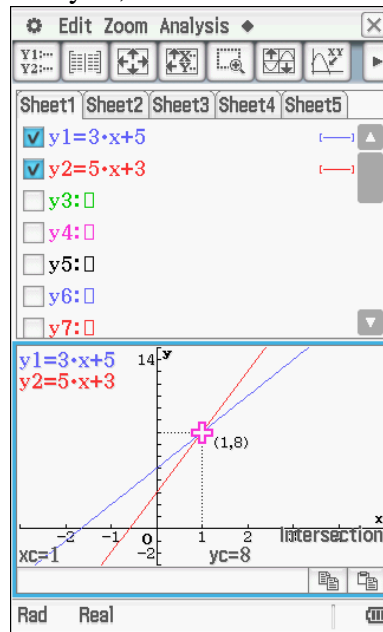 Edit Zoom Analysis ◆
Y1:… Y2:…
Sheet1 Sheet2 Sheet3 Sheet4 Sheet5
y1=3·x+5
y2=5·x+3
y3:▯
y4:▯
y5:▯
y6:▯
y7:▯
y1=3·x+5
y2=5·x+3
14 y
(1,8)
x
-2 -1 0 1 2
-2
Intersection
xc=1 yc=8
Rad Real